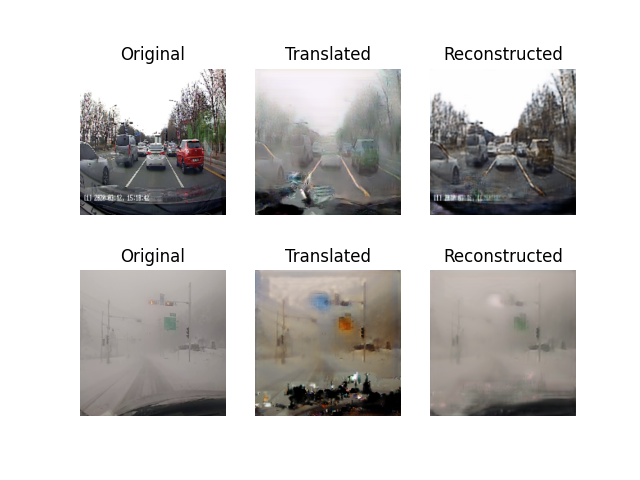 Original
Translated
Reconstructed
Original
Translated
Reconstructed